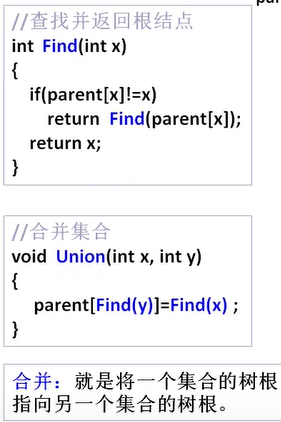 //查找并返回根结点
int Find(int x)
{
if(parent[x]!=x)
return Find(parent[x]);
return x;
}
//合并集合
void Union(int x, int y)
{
parent[Find(y)]=Find(x) ;
}
合并：就是将一个集合的树根
指向另一个集合的树根。